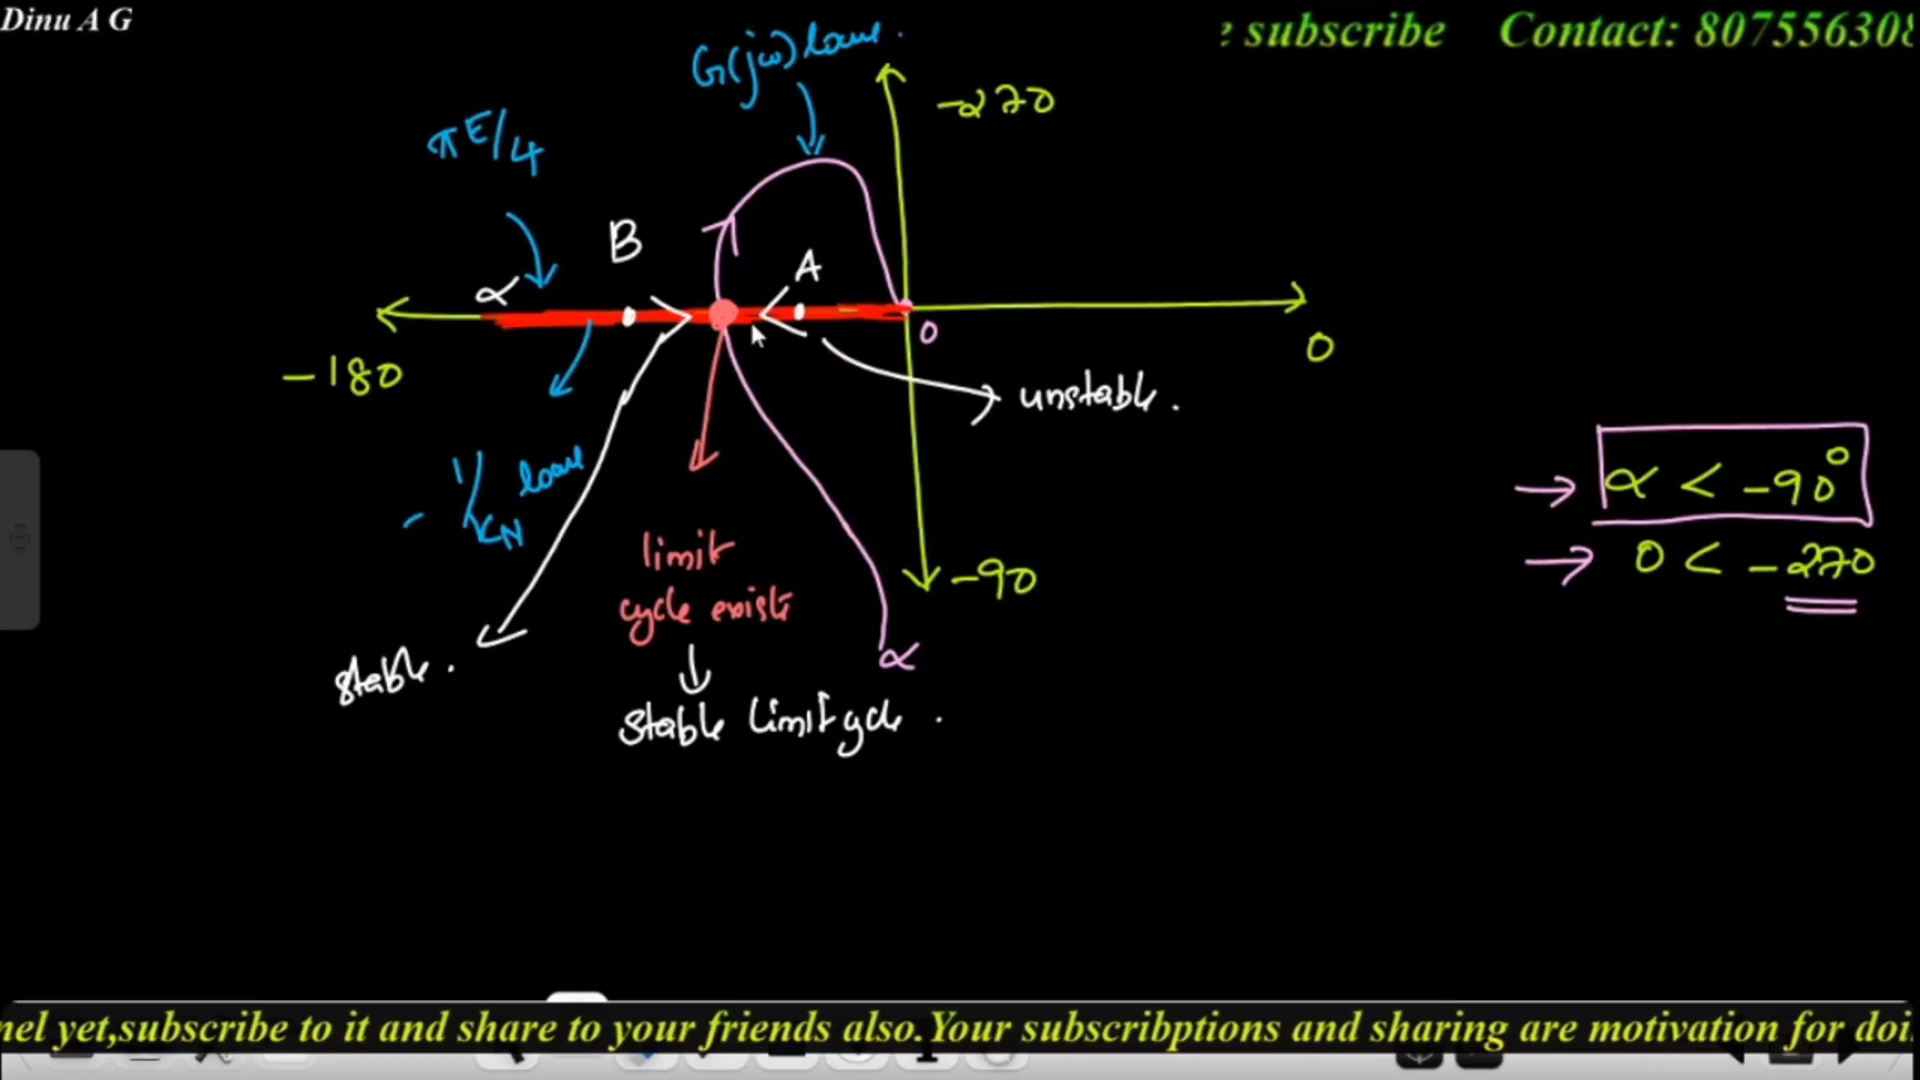 Dinu A G
e subscribe Contact: 807556308
G(jω) locus.
-270
πE/4
B
A
∝
0
-180
0
unstable.
∝ < -90°
-1/KN locus
limit
cycle exists
-90
0 < -270
∝
stable.
stable limit cycle.
nel yet,subscribe to it and share to your friends also.Your subscribptions and sharing are motivation for doi